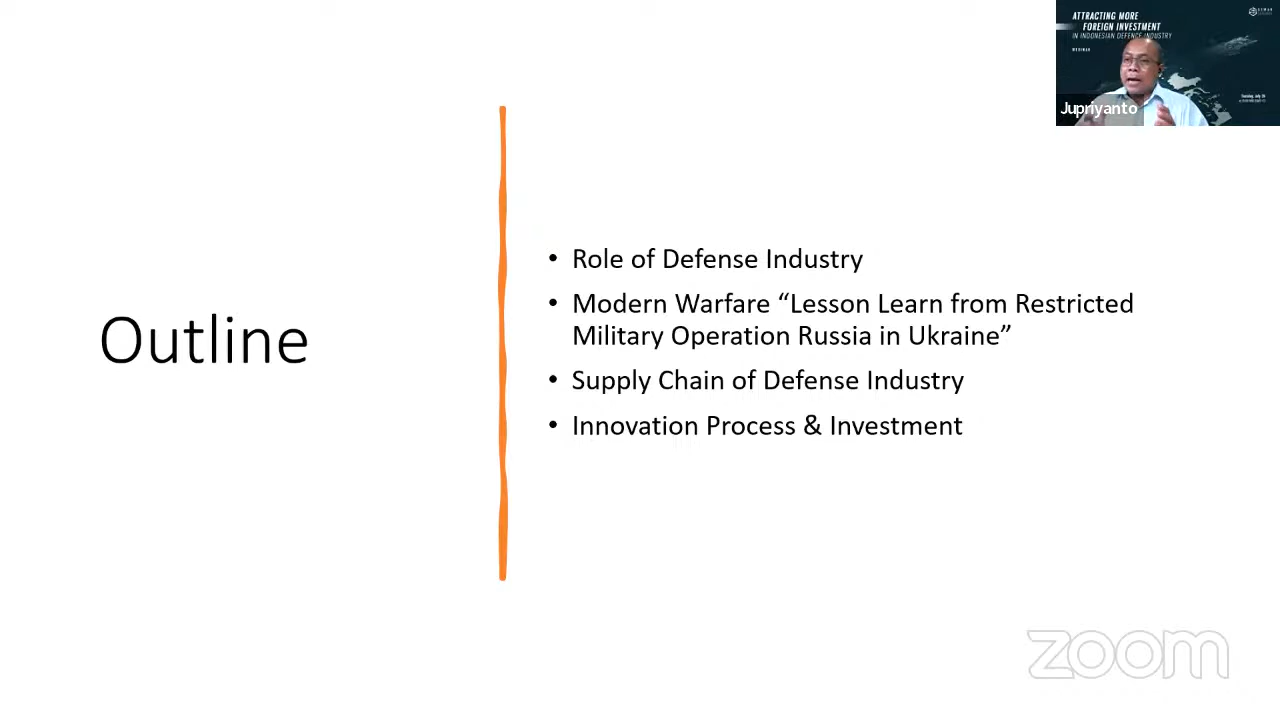 ATTRACTING MORE
FOREIGN INVESTMENT
IN INDONESIAN DEFENCE INDUSTRY
WEBINAR
Jupriyanto
Outline
• Role of Defense Industry
• Modern Warfare “Lesson Learn from Restricted
Military Operation Russia in Ukraine”
• Supply Chain of Defense Industry
• Innovation Process & Investment
zoom